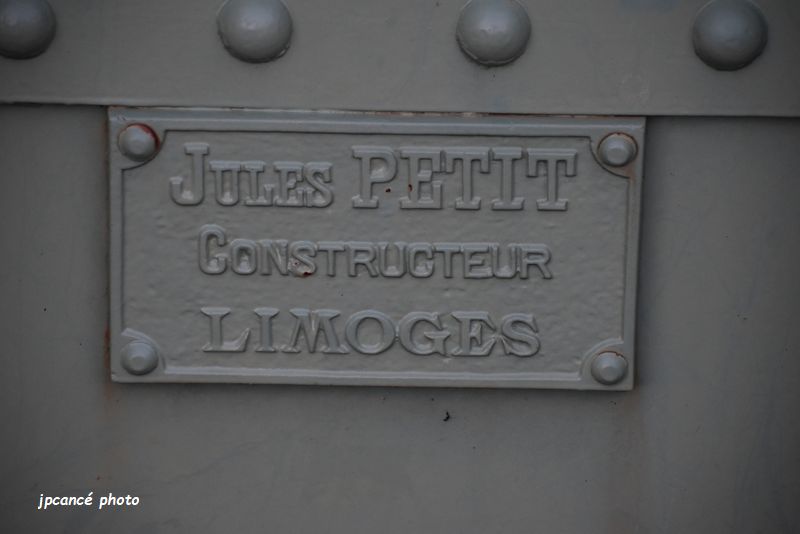 JULES PETIT
CONSTRUCTEUR
LIMOGES
jpcancé photo